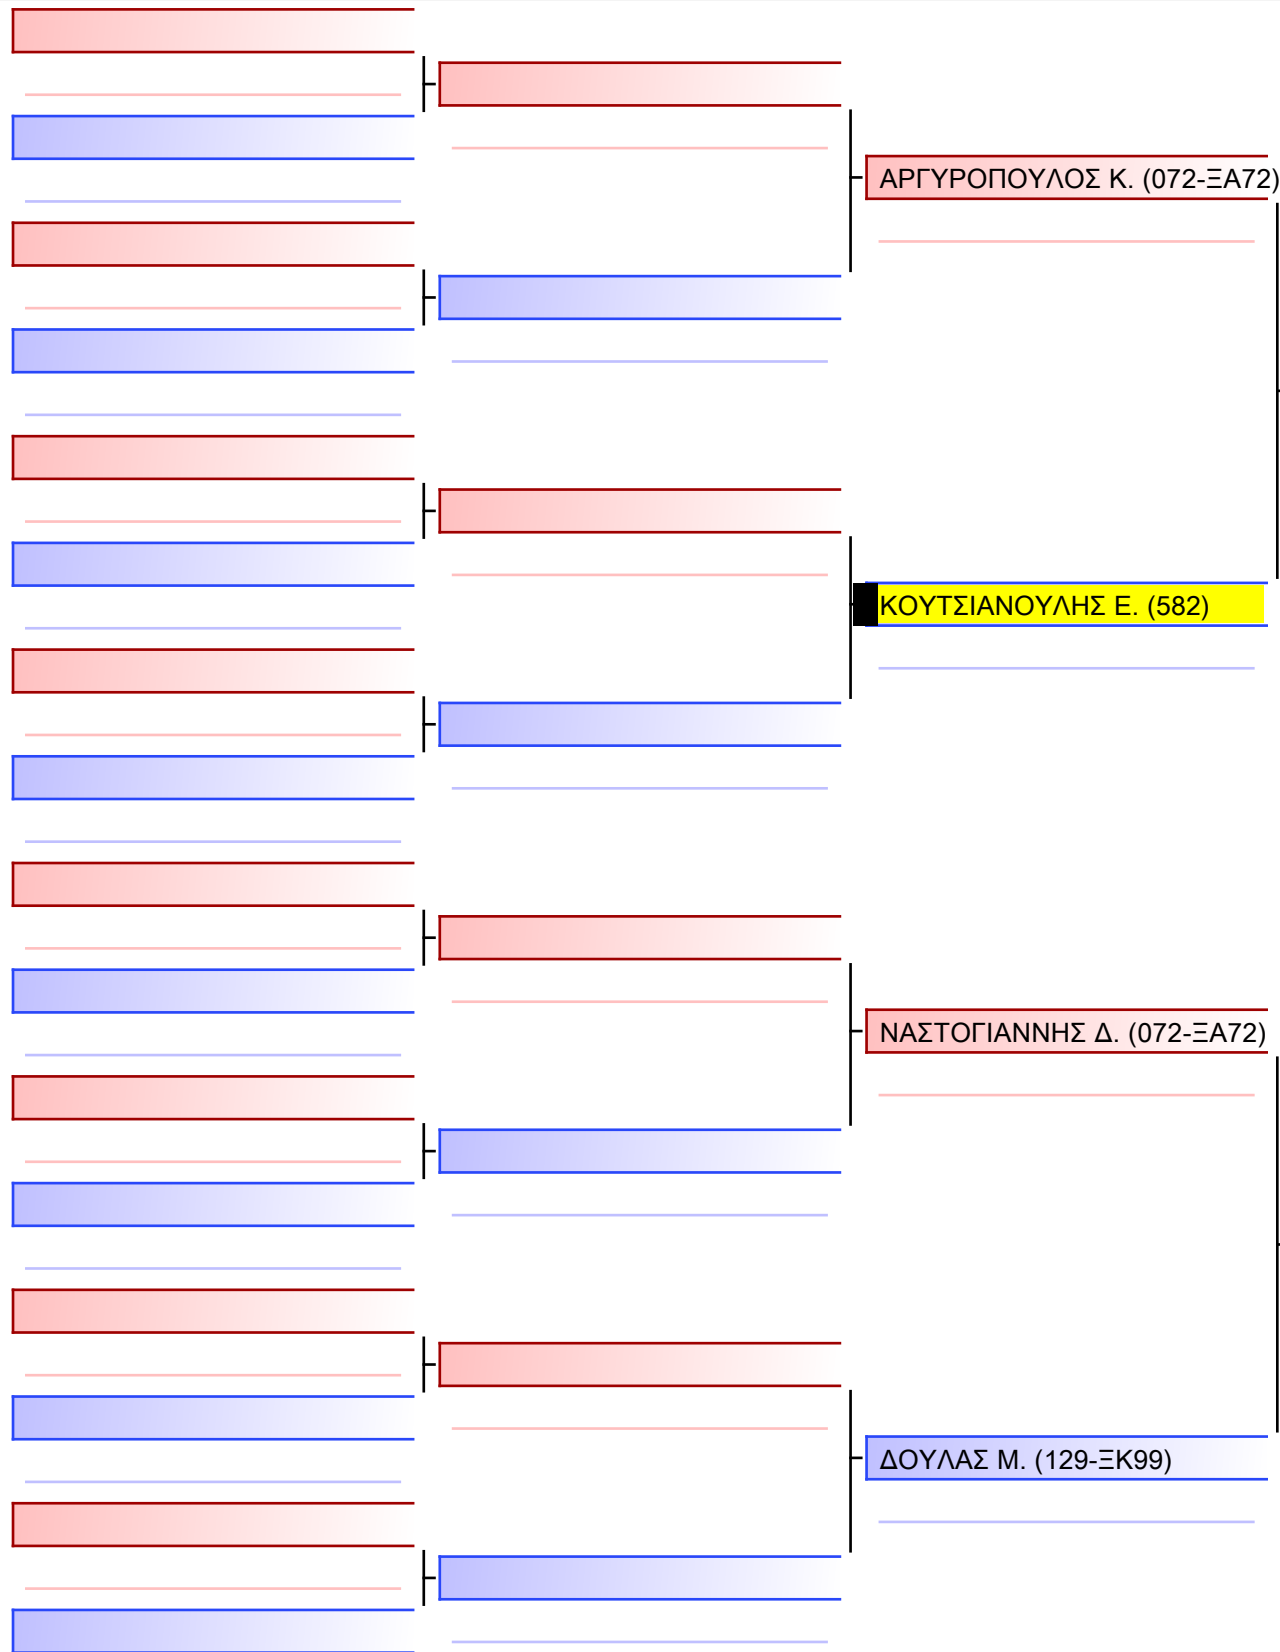 ΑΡΓΥΡΟΠΟΥΛΟΣ Κ. (072-ΞΑ72)
ΚΟΥΤΣΙΑΝΟΥΛΗΣ Ε. (582)
ΝΑΣΤΟΓΙΑΝΝΗΣ Δ. (072-ΞΑ72)
ΔΟΥΛΑΣ Μ. (129-ΞΚ99)